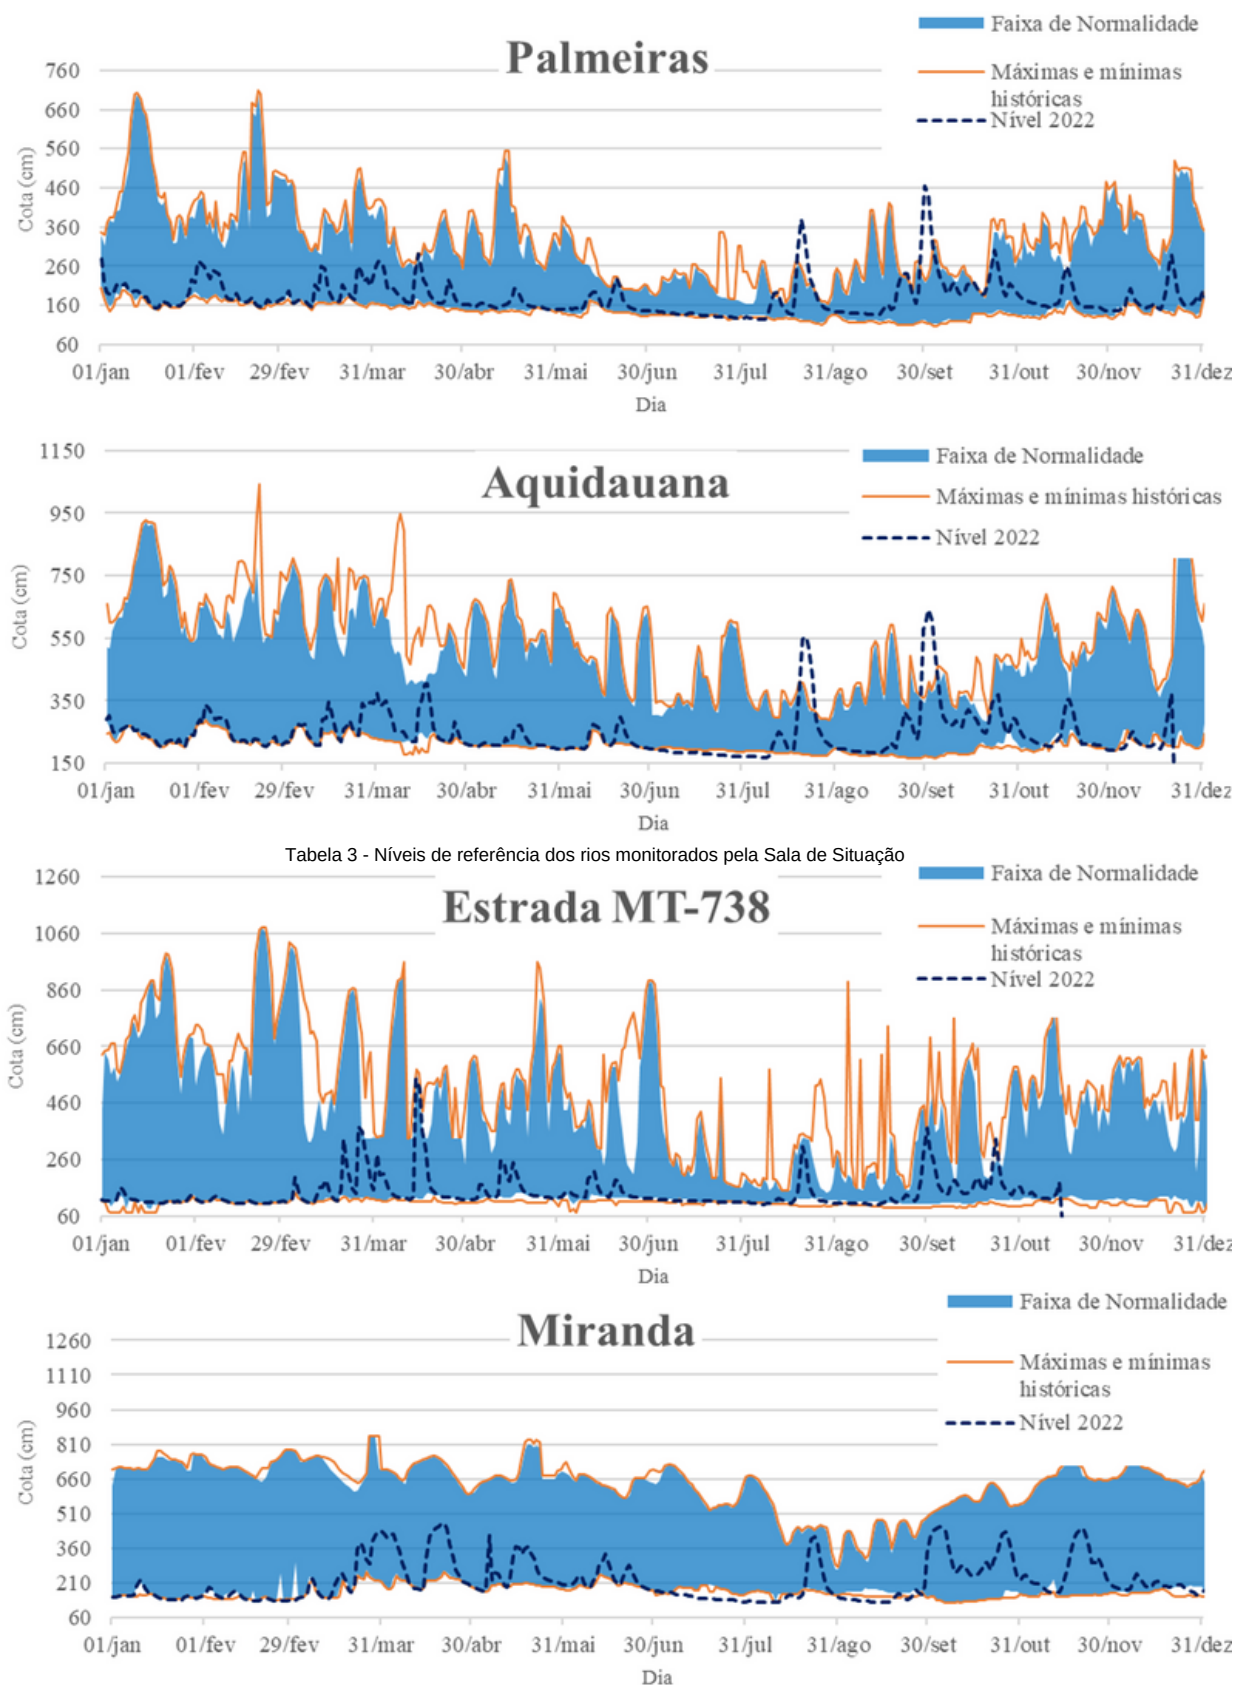 Palmeiras
Faixa de Normalidade
Máximas e mínimas
históricas
Nível 2022
Cota (cm)
760
660
560
460
360
260
160
60
01/jan 01/fev 29/fev 31/mar 30/abr 31/mai 30/jun 31/jul 31/ago 30/set 31/out 30/nov 31/dez
Dia
Aquidauana
Faixa de Normalidade
Máximas e mínimas históricas
Nível 2022
Cota (cm)
1150
950
750
550
350
150
01/jan 01/fev 29/fev 31/mar 30/abr 31/mai 30/jun 31/jul 31/ago 30/set 31/out 30/nov 31/dez
Dia
Tabela 3 - Níveis de referência dos rios monitorados pela Sala de Situação
Estrada MT-738
Faixa de Normalidade
Máximas e mínimas
históricas
Nível 2022
Cota (cm)
1260
1060
860
660
460
260
60
01/jan 01/fev 29/fev 31/mar 30/abr 31/mai 30/jun 31/jul 31/ago 30/set 31/out 30/nov 31/dez
Dia
Miranda
Faixa de Normalidade
Máximas e mínimas
históricas
Nível 2022
Cota (cm)
1260
1110
960
810
660
510
360
210
60
01/jan 01/fev 29/fev 31/mar 30/abr 31/mai 30/jun 31/jul 31/ago 30/set 31/out 30/nov 31/dez
Dia